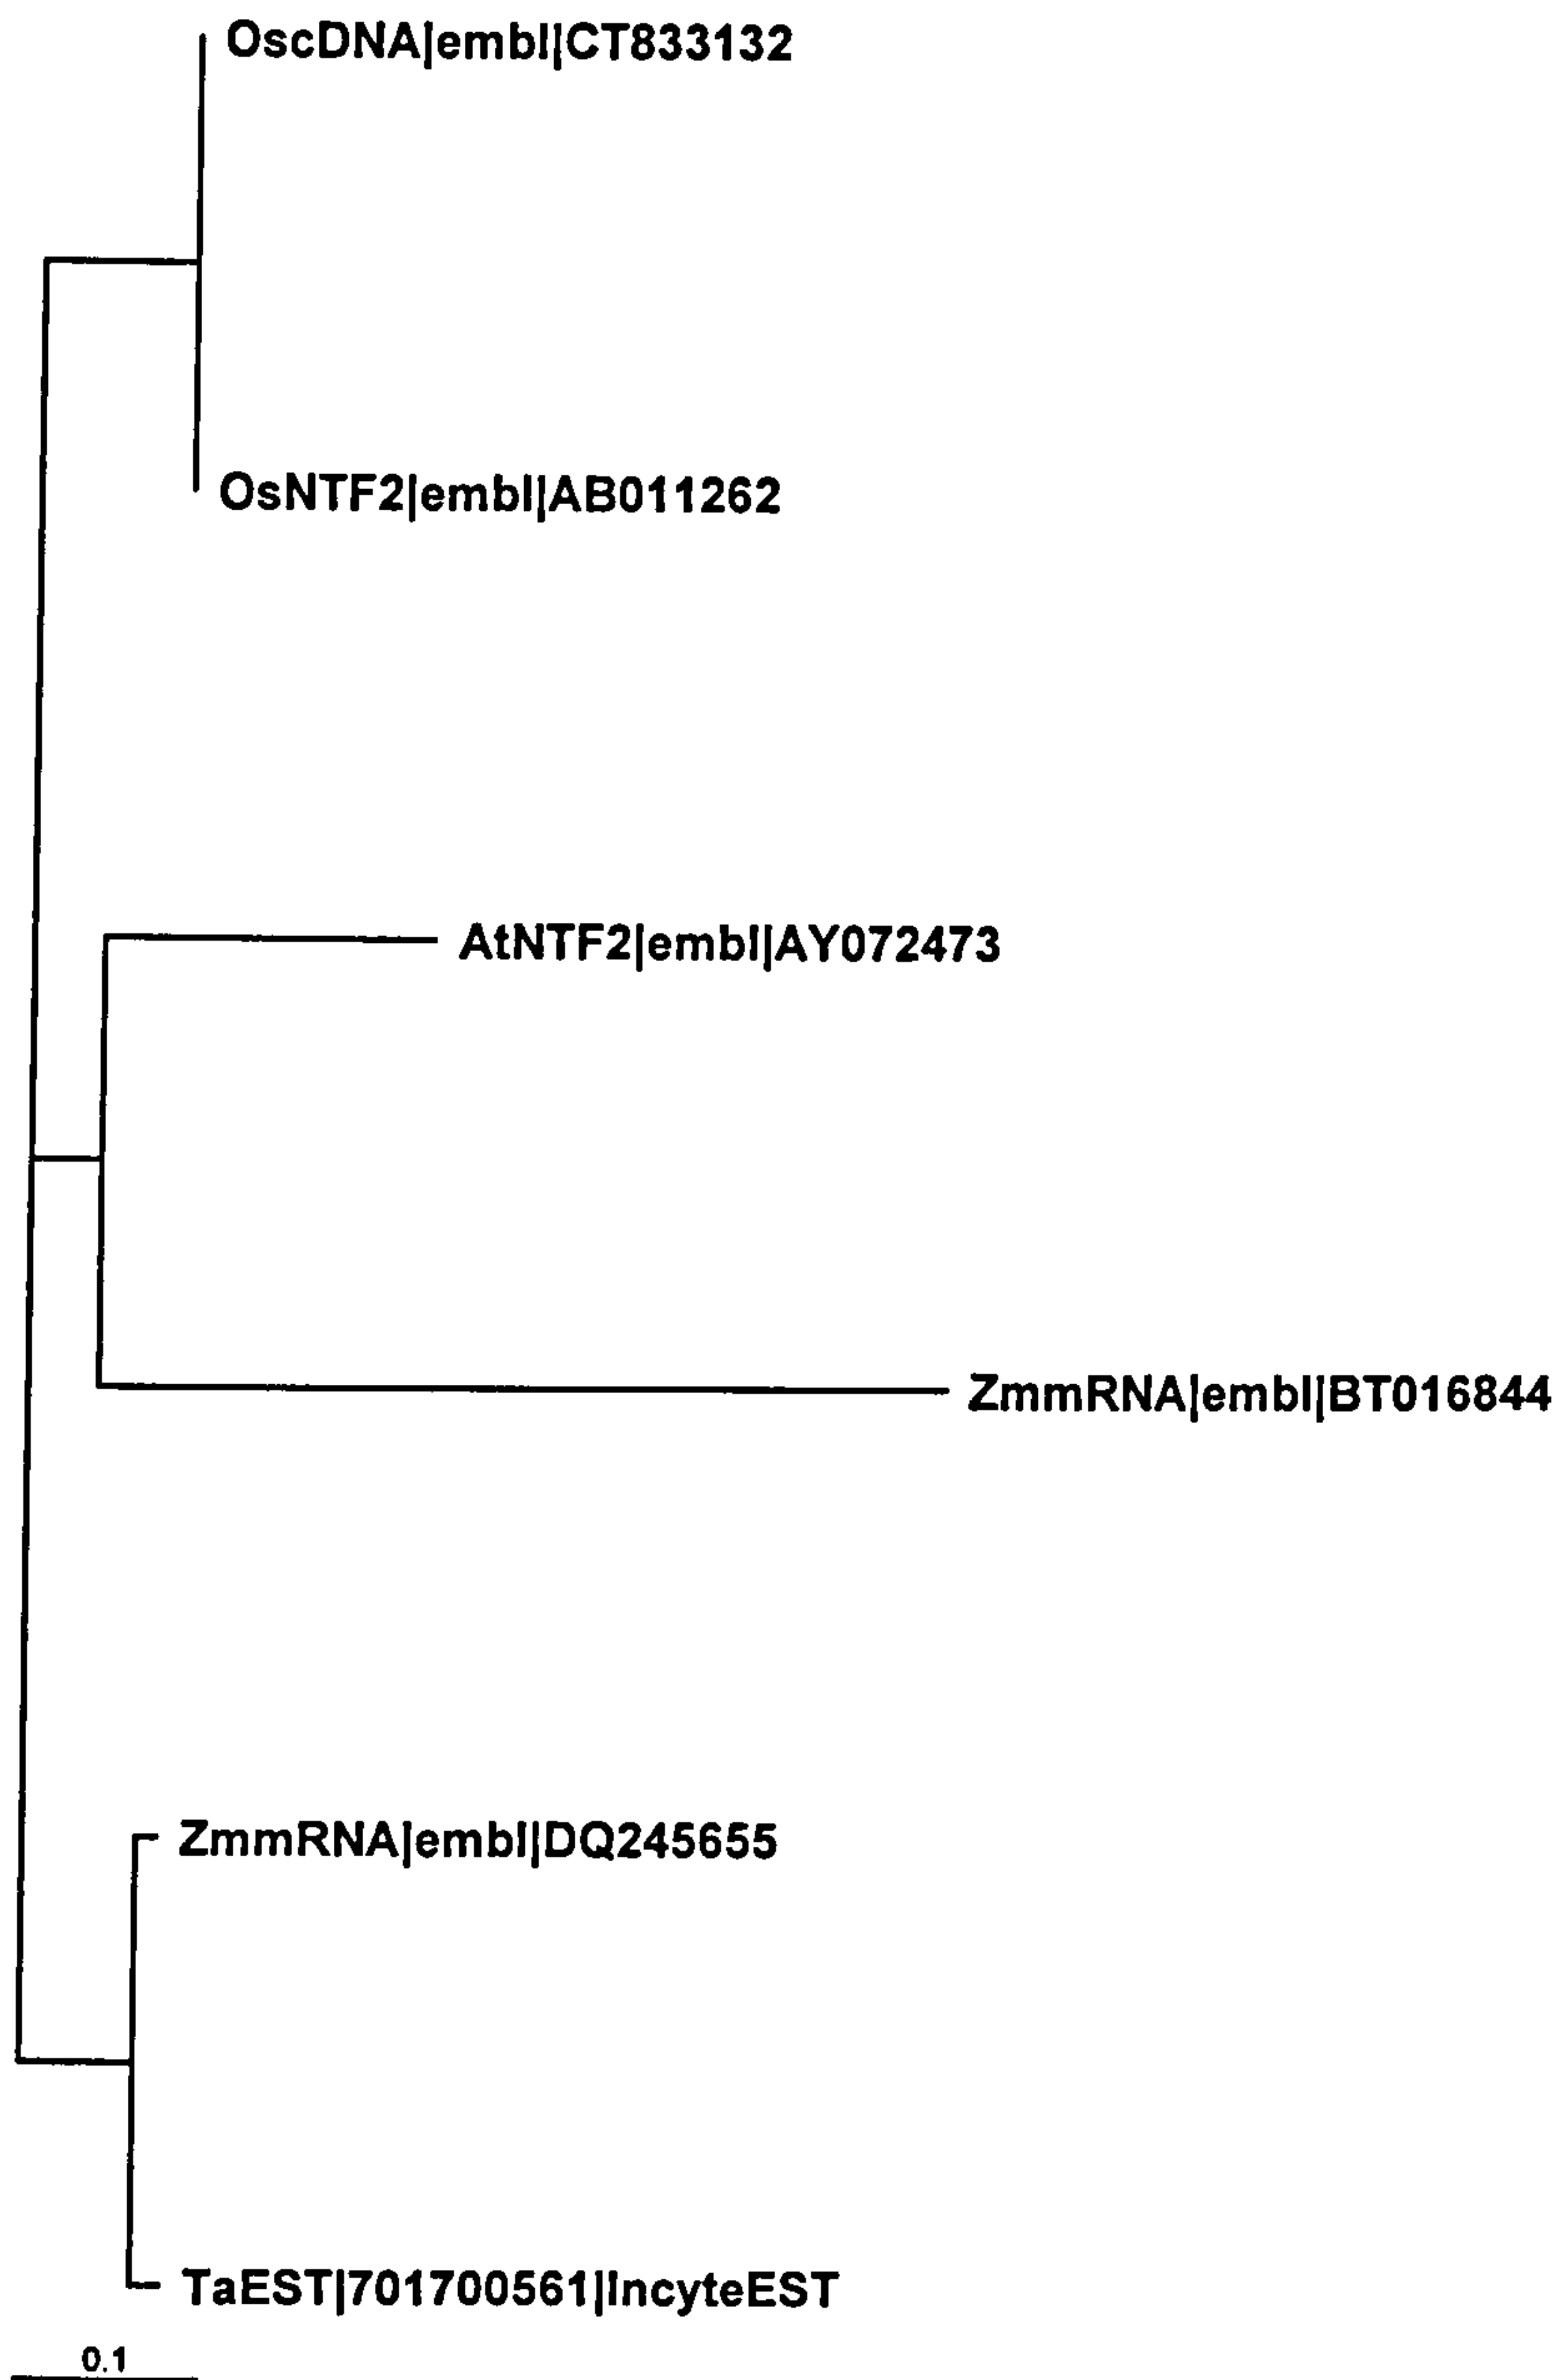 OscDNA|embl|CT833132
OsNTF2|embl|AB011262
AtNTF2|embl|AY072473
ZmmRNA|embl|BT016844
ZmmRNA|embl|DQ245655
TaEST|701700561|IncyteEST
0.1